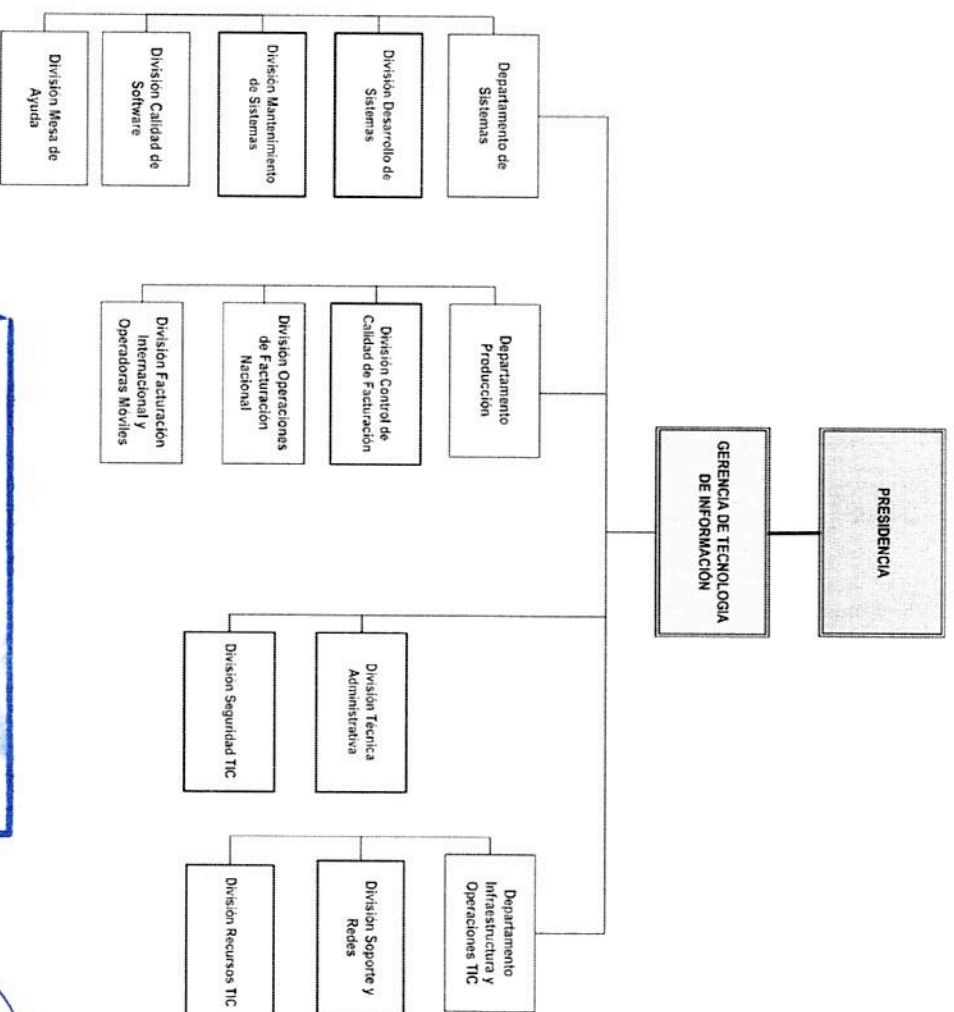 PRESIDENCIA
GERENCIA DE TECNOLOGIA
DE INFORMACIÓN
Departamento de
Sistemas
División Desarrollo de
Sistemas
División Mantenimiento
de Sistemas
División Calidad de
Software
División Mesa de
Ayuda
Departamento
Producción
División Control de
Calidad de Facturación
División Operaciones
de Facturación
Nacional
División Facturación
Internacional y
Operadoras Móviles
División Técnica
Administrativa
División Seguridad TIC
Departamento
Infraestructura y
Operaciones TIC
División Soporte y
Redes
División Recursos TIC